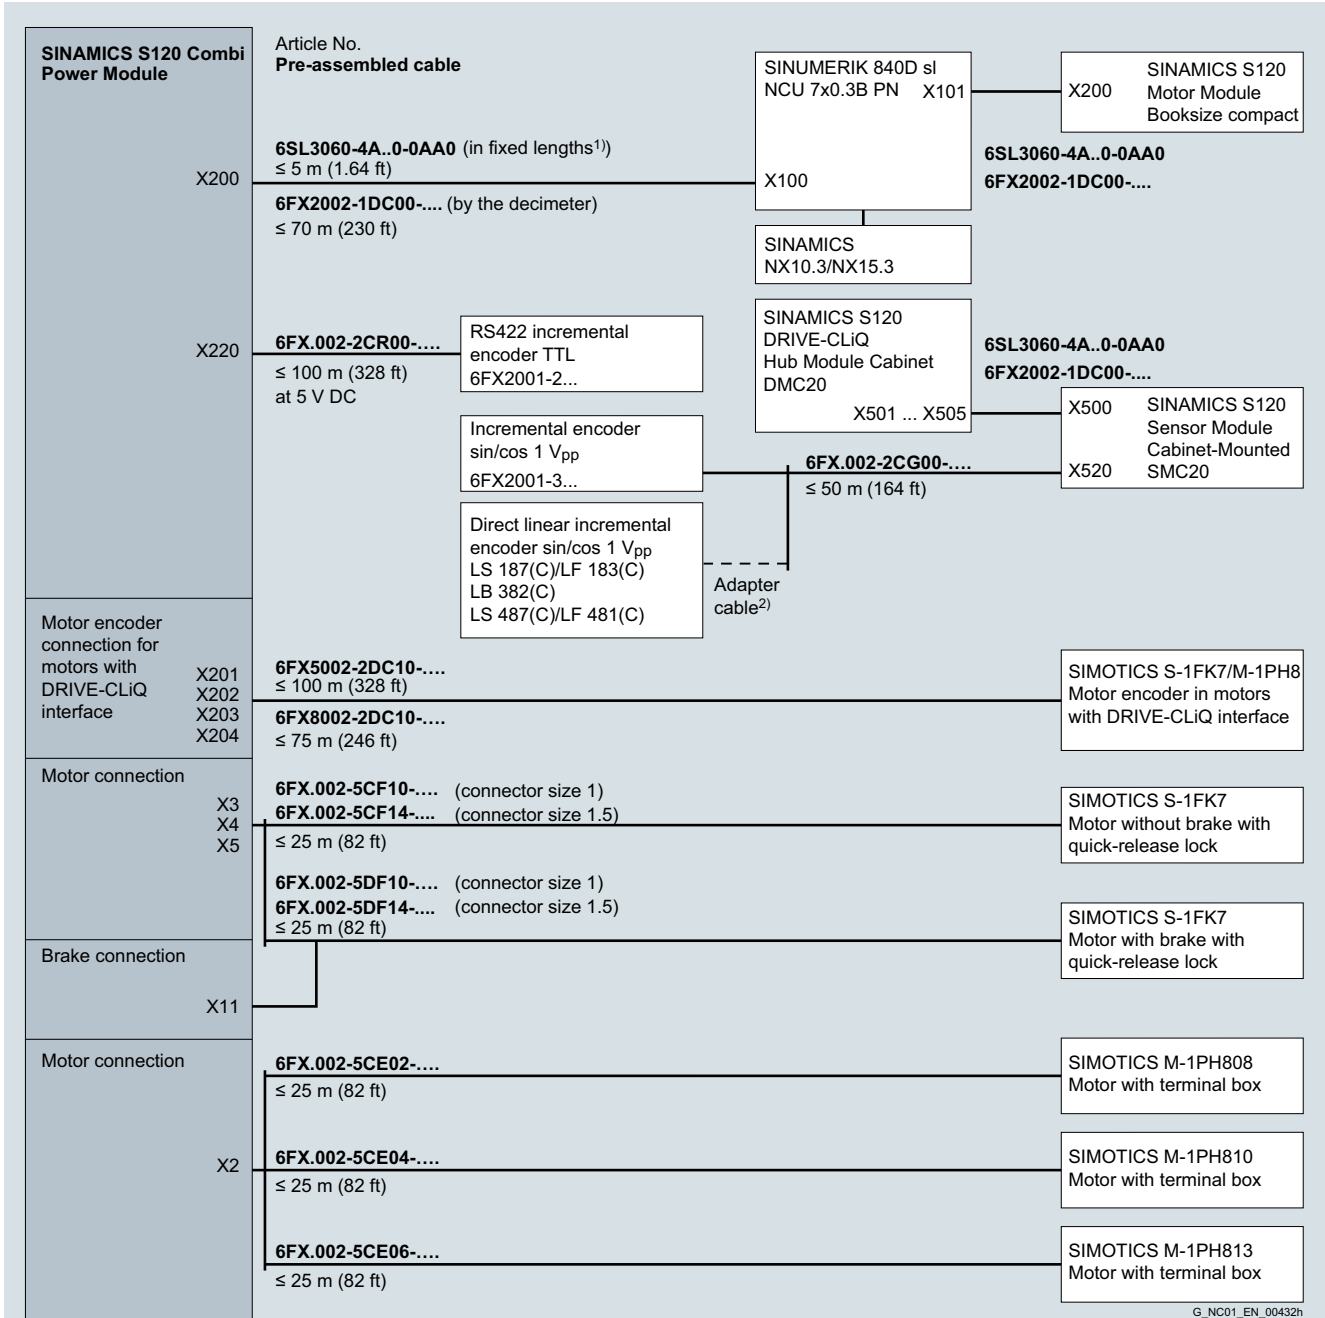 SINAMICS S120 Combi
Power Module
Article No.
Pre-assembled cable
X200
6SL3060-4A..0-0AA0 (in fixed lengths1))
≤ 5 m (1.64 ft)
6FX2002-1DC00-.... (by the decimeter)
≤ 70 m (230 ft)
SINUMERIK 840D sl
NCU 7x0.3B PN X101
X100
SINAMICS
NX10.3/NX15.3
X200 SINAMICS S120
Motor Module
Booksize compact
6SL3060-4A..0-0AA0
6FX2002-1DC00-....
X220
6FX.002-2CR00-....
≤ 100 m (328 ft)
at 5 V DC
RS422 incremental
encoder TTL
6FX2001-2...
Incremental encoder
sin/cos 1 Vpp
6FX2001-3...
Direct linear incremental
encoder sin/cos 1 Vpp
LS 187(C)/LF 183(C)
LB 382(C)
LS 487(C)/LF 481(C)
Adapter
cable2)
SINAMICS S120
DRIVE-CLiQ
Hub Module Cabinet
DMC20
X501 ... X505
6SL3060-4A..0-0AA0
6FX2002-1DC00-....
6FX.002-2CG00-....
≤ 50 m (164 ft)
X500 SINAMICS S120
Sensor Module
Cabinet-Mounted
X520 SMC20
Motor encoder
connection for
motors with
DRIVE-CLiQ
interface
X201
X202
X203
X204
6FX5002-2DC10-....
≤ 100 m (328 ft)
6FX8002-2DC10-....
≤ 75 m (246 ft)
SIMOTICS S-1FK7/M-1PH8
Motor encoder in motors
with DRIVE-CLiQ interface
Motor connection
X3
X4
X5
6FX.002-5CF10-.... (connector size 1)
6FX.002-5CF14-.... (connector size 1.5)
≤ 25 m (82 ft)
SIMOTICS S-1FK7
Motor without brake with
quick-release lock
6FX.002-5DF10-.... (connector size 1)
6FX.002-5DF14-.... (connector size 1.5)
≤ 25 m (82 ft)
SIMOTICS S-1FK7
Motor with brake with
quick-release lock
Brake connection
X11
Motor connection
X2
6FX.002-5CE02-....
≤ 25 m (82 ft)
SIMOTICS M-1PH808
Motor with terminal box
6FX.002-5CE04-....
≤ 25 m (82 ft)
SIMOTICS M-1PH810
Motor with terminal box
6FX.002-5CE06-....
≤ 25 m (82 ft)
SIMOTICS M-1PH813
Motor with terminal box
G_NC01_EN_00432h